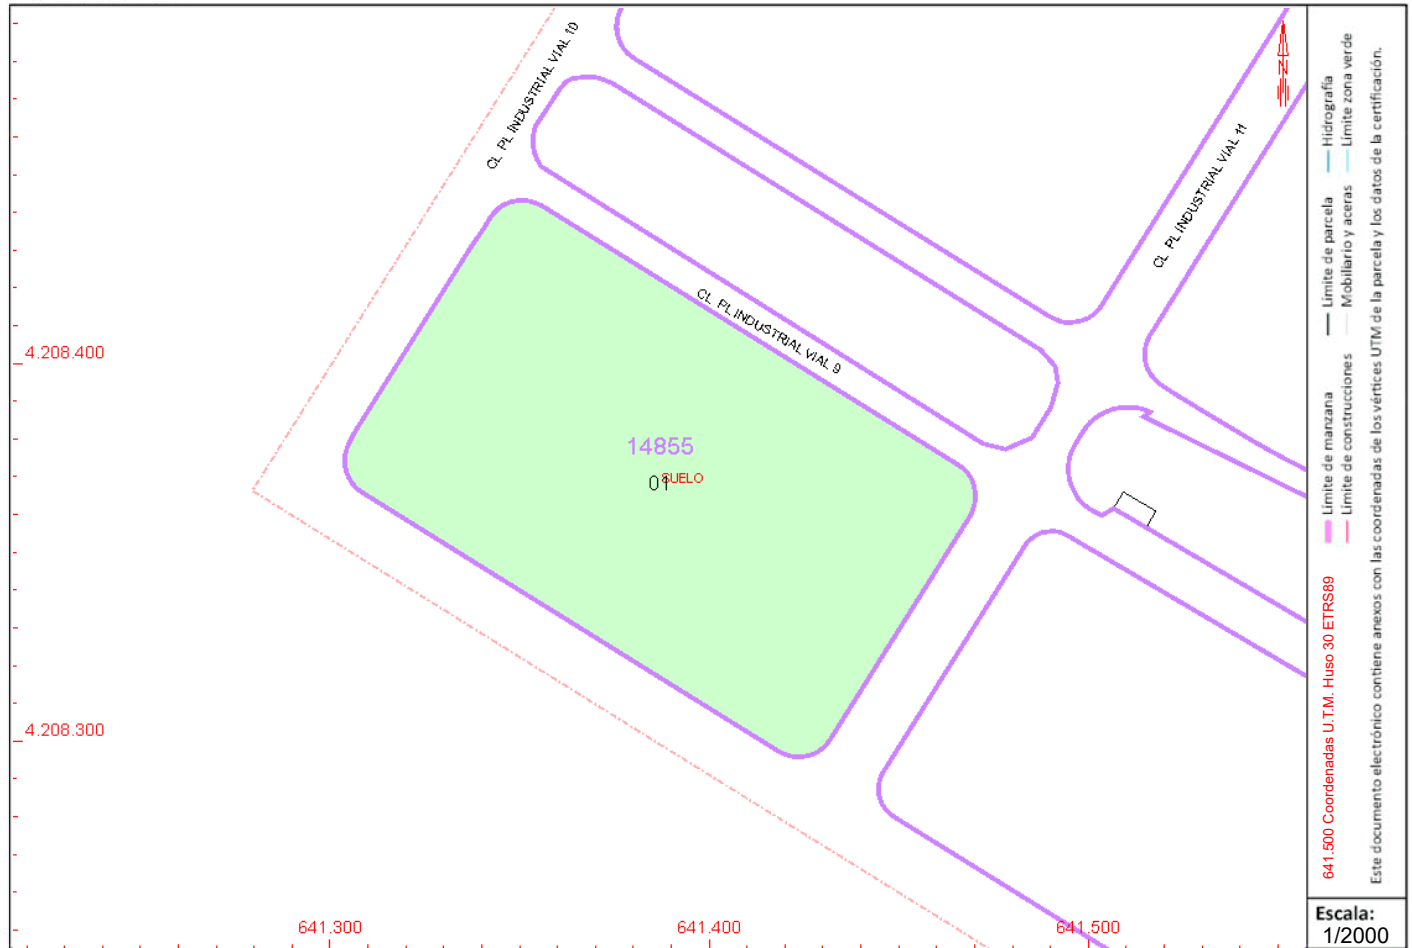 CL PL INDUSTRIAL VIAL 10
CL PL INDUSTRIAL VIAL 11
CL PL INDUSTRIAL VIAL 9
4.208.400
14855
01
SUELO
4.208.300
641.300
641.400
641.500
N
Hidrografía
Límite zona verde
Límite de parcela
Mobiliario y aceras
Límite de manzana
Límite de construcciones
641.500 Coordenadas U.T.M. Huso 30 ETRS89
Este documento electrónico contiene anexos con las coordenadas de los vértices UTM de la parcela y los datos de la certificación.
Escala:
1/2000